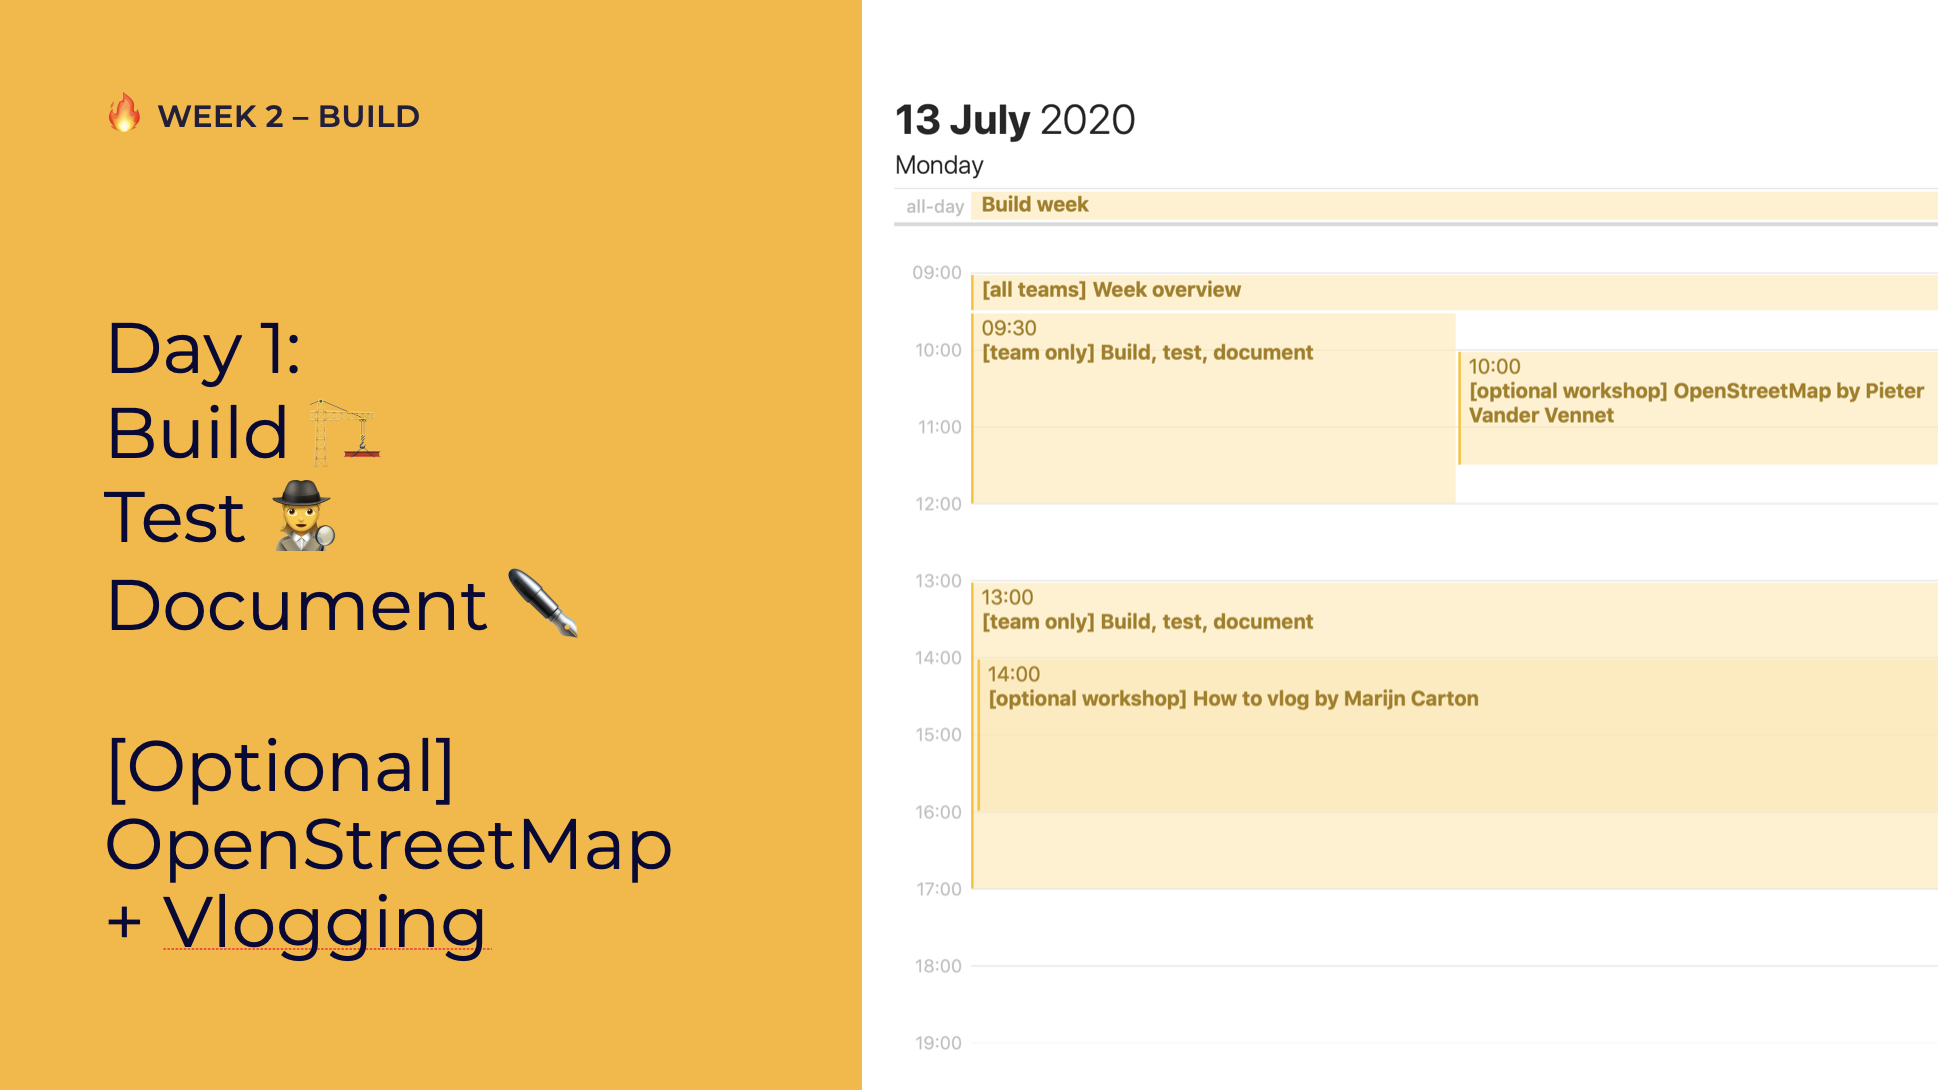 🔥 WEEK 2 – BUILD
Day 1:
Build 🏗
Test 🕵️‍♀️
Document 🖋
[Optional]
OpenStreetMap
+ Vlogging
13 July 2020
Monday
all-day Build week
09:00
[all teams] Week overview
09:30
[team only] Build, test, document
10:00
10:00
[optional workshop] OpenStreetMap by Pieter
Vander Vennet
11:00
12:00
13:00
13:00
[team only] Build, test, document
14:00
14:00
[optional workshop] How to vlog by Marijn Carton
15:00
16:00
17:00
18:00
19:00